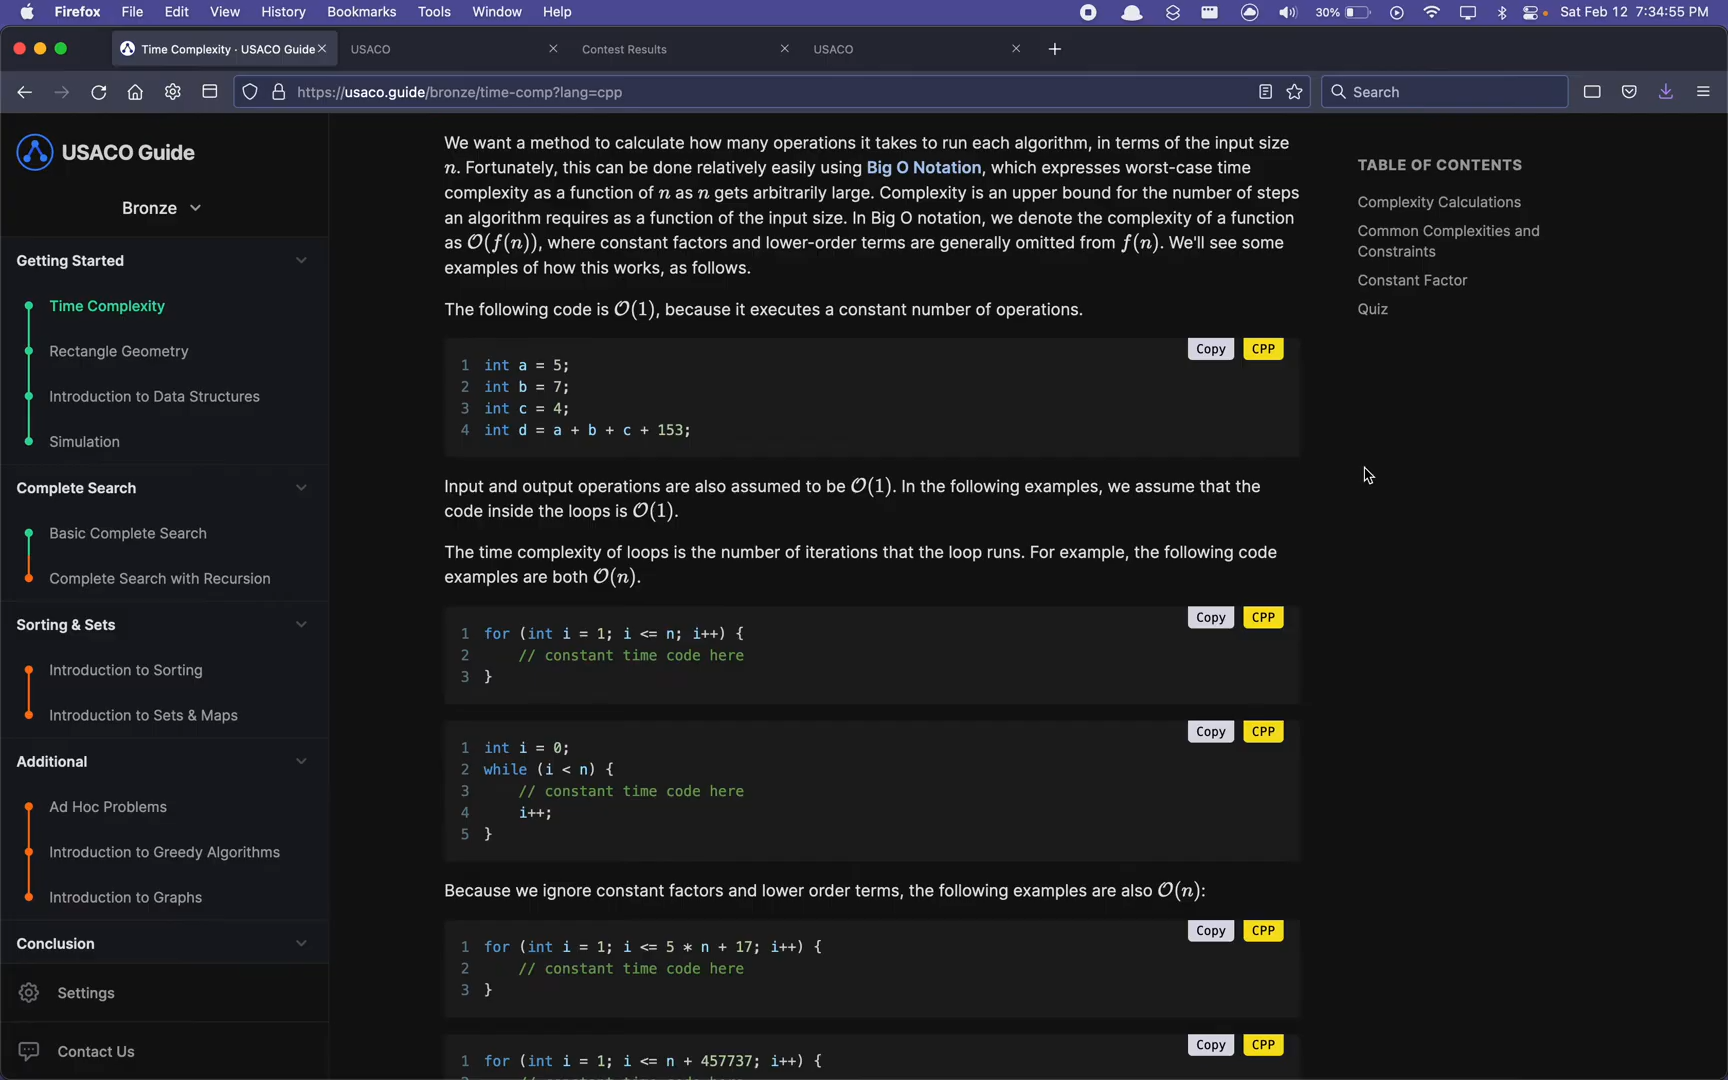 Firefox File Edit View History Bookmarks Tools Window Help 30% Sat Feb 12 7:34:55 PM
Time Complexity · USACO Guide USACO Contest Results USACO
https://usaco.guide/bronze/time-comp?lang=cpp Search
USACO Guide
Bronze
Getting Started
Time Complexity
Rectangle Geometry
Introduction to Data Structures
Simulation
Complete Search
Basic Complete Search
Complete Search with Recursion
Sorting & Sets
Introduction to Sorting
Introduction to Sets & Maps
Additional
Ad Hoc Problems
Introduction to Greedy Algorithms
Introduction to Graphs
Conclusion
Settings
Contact Us
We want a method to calculate how many operations it takes to run each algorithm, in terms of the input size
n. Fortunately, this can be done relatively easily using Big O Notation, which expresses worst-case time
complexity as a function of n as n gets arbitrarily large. Complexity is an upper bound for the number of steps
an algorithm requires as a function of the input size. In Big O notation, we denote the complexity of a function
as O(f(n)), where constant factors and lower-order terms are generally omitted from f(n). We'll see some
examples of how this works, as follows.
The following code is O(1), because it executes a constant number of operations.
Copy CPP
1 int a = 5;
2 int b = 7;
3 int c = 4;
4 int d = a + b + c + 153;
Input and output operations are also assumed to be O(1). In the following examples, we assume that the
code inside the loops is O(1).
The time complexity of loops is the number of iterations that the loop runs. For example, the following code
examples are both O(n).
Copy CPP
1 for (int i = 1; i <= n; i++) {
2     // constant time code here
3 }
Copy CPP
1 int i = 0;
2 while (i < n) {
3     // constant time code here
4     i++;
5 }
Because we ignore constant factors and lower order terms, the following examples are also O(n):
Copy CPP
1 for (int i = 1; i <= 5 * n + 17; i++) {
2     // constant time code here
3 }
Copy CPP
1 for (int i = 1; i <= n + 457737; i++) {
TABLE OF CONTENTS
Complexity Calculations
Common Complexities and
Constraints
Constant Factor
Quiz